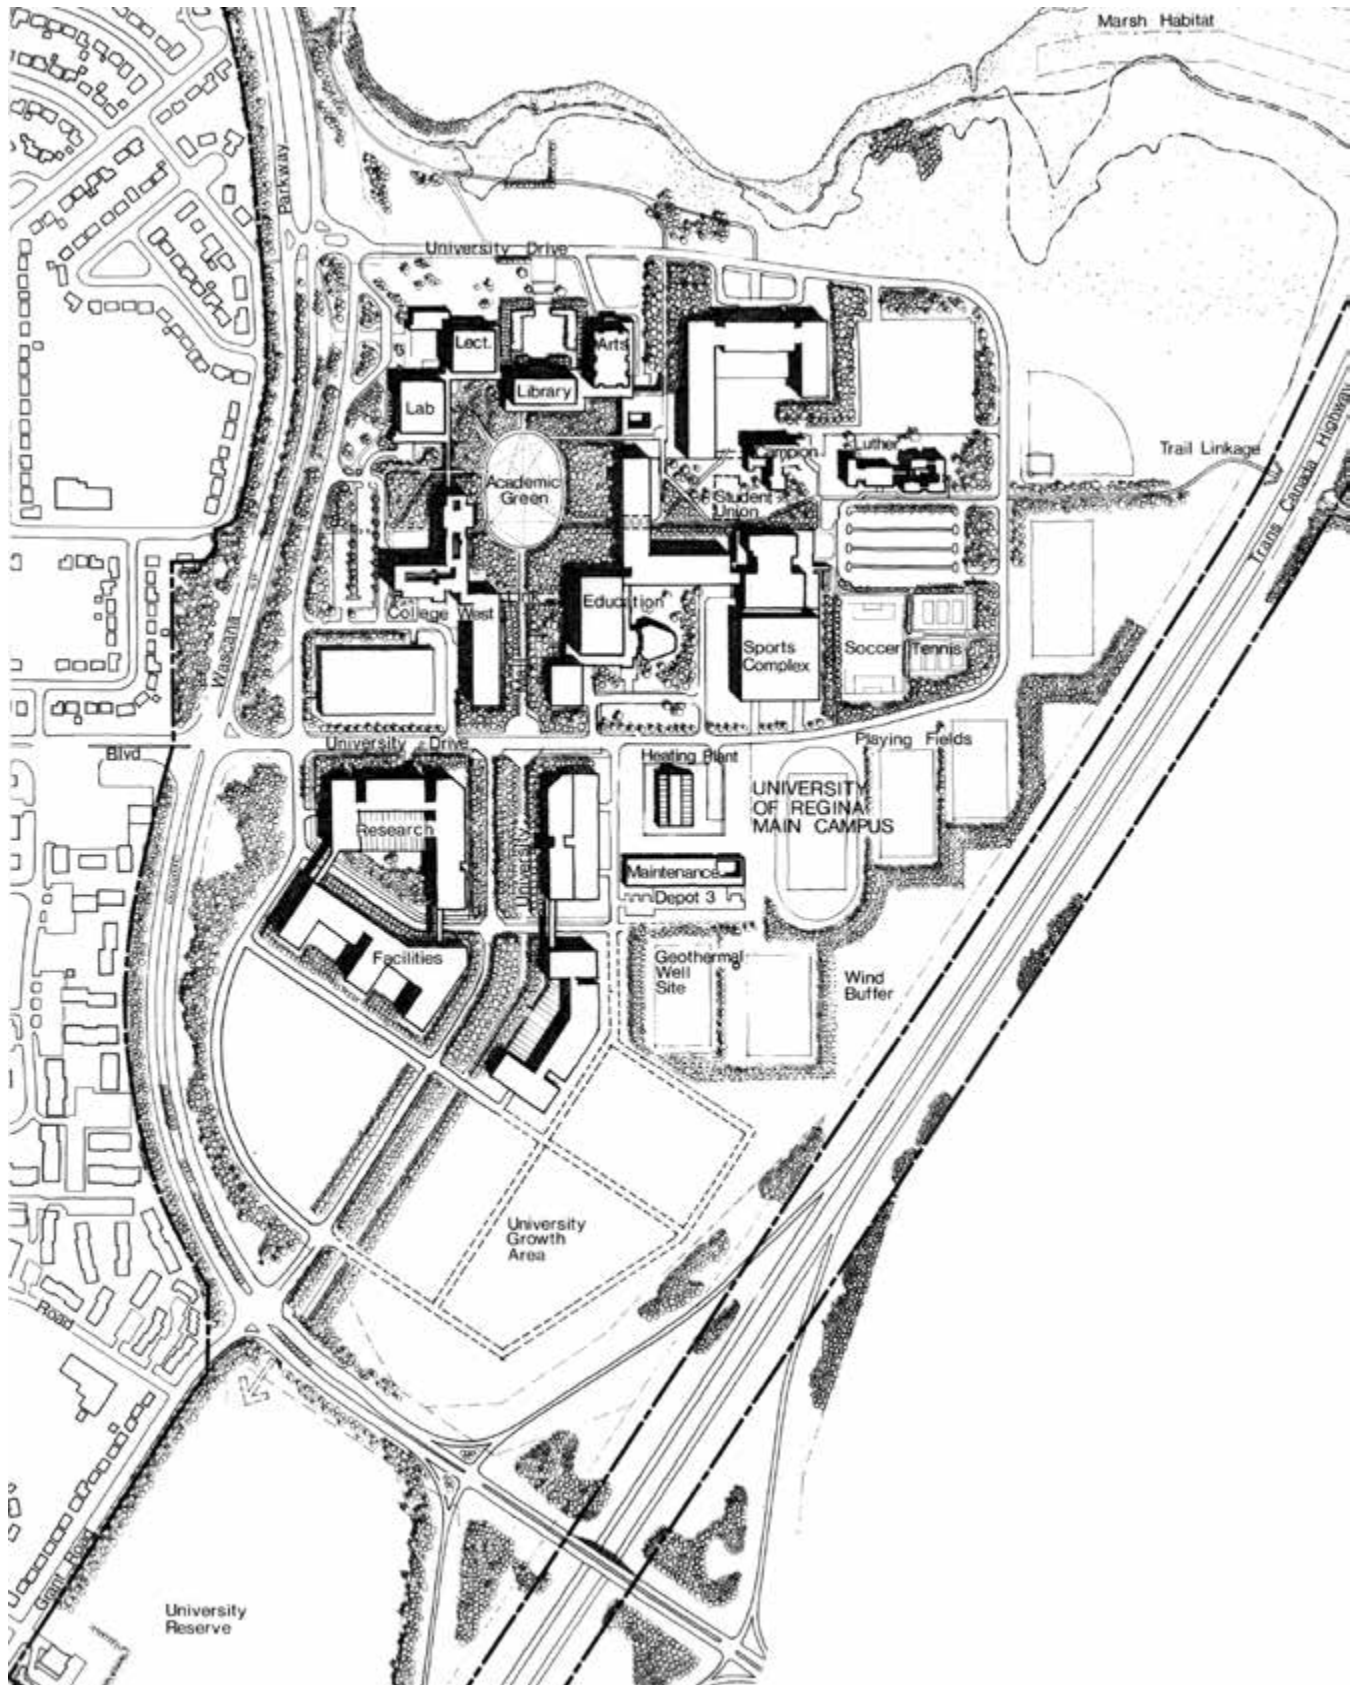 Marsh Habitat
Parkway
University Drive
Lect.
Arts
Library
Lab
Campion
Luther
Trail Linkage
Academic
Green
Student
Union
Trans Canada Highway
Education
College West
Wascana
Sports
Complex
Soccer
Tennis
University Drive
Blvd
Heating Plant
Playing Fields
UNIVERSITY
OF REGINA
MAIN CAMPUS
Research
University
Maintenance
Depot 3
Facilities
Geothermal
Well
Site
Wind
Buffer
University
Growth
Area
Road
Grant Road
University
Reserve